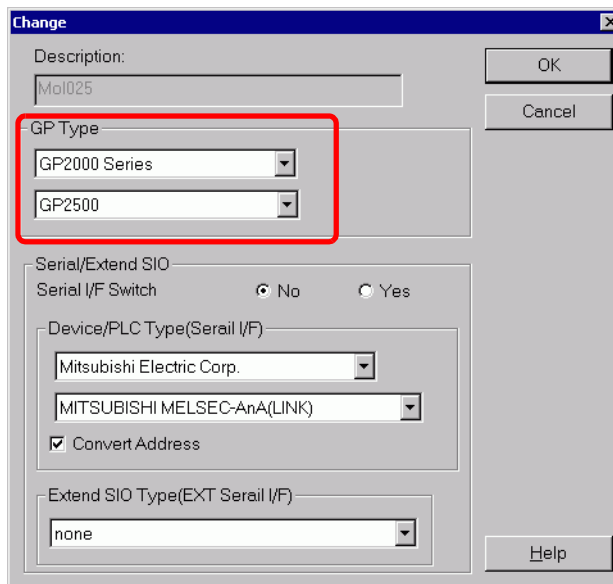 Change
Description:
Mol025
OK
Cancel
GP Type
GP2000 Series
GP2500
Serial/Extend SIO
Serial I/F Switch No Yes
Device/PLC Type(Serail I/F)
Mitsubishi Electric Corp.
MITSUBISHI MELSEC-AnA(LINK)
Convert Address
Extend SIO Type(EXT Serail I/F)
none
Help